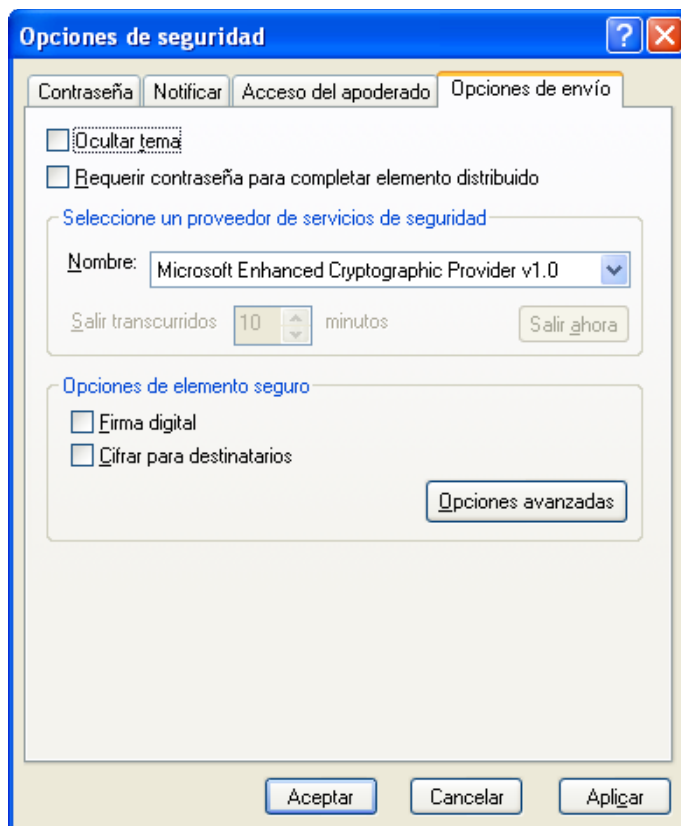 Opciones de seguridad
Contraseña Notificar Acceso del apoderado Opciones de envío
Ocultar tema
Requerir contraseña para completar elemento distribuido
Seleccione un proveedor de servicios de seguridad
Nombre: Microsoft Enhanced Cryptographic Provider v1.0
Salir transcurridos 10 minutos Salir ahora
Opciones de elemento seguro
Firma digital
Cifrar para destinatarios
Opciones avanzadas
Aceptar Cancelar Aplicar